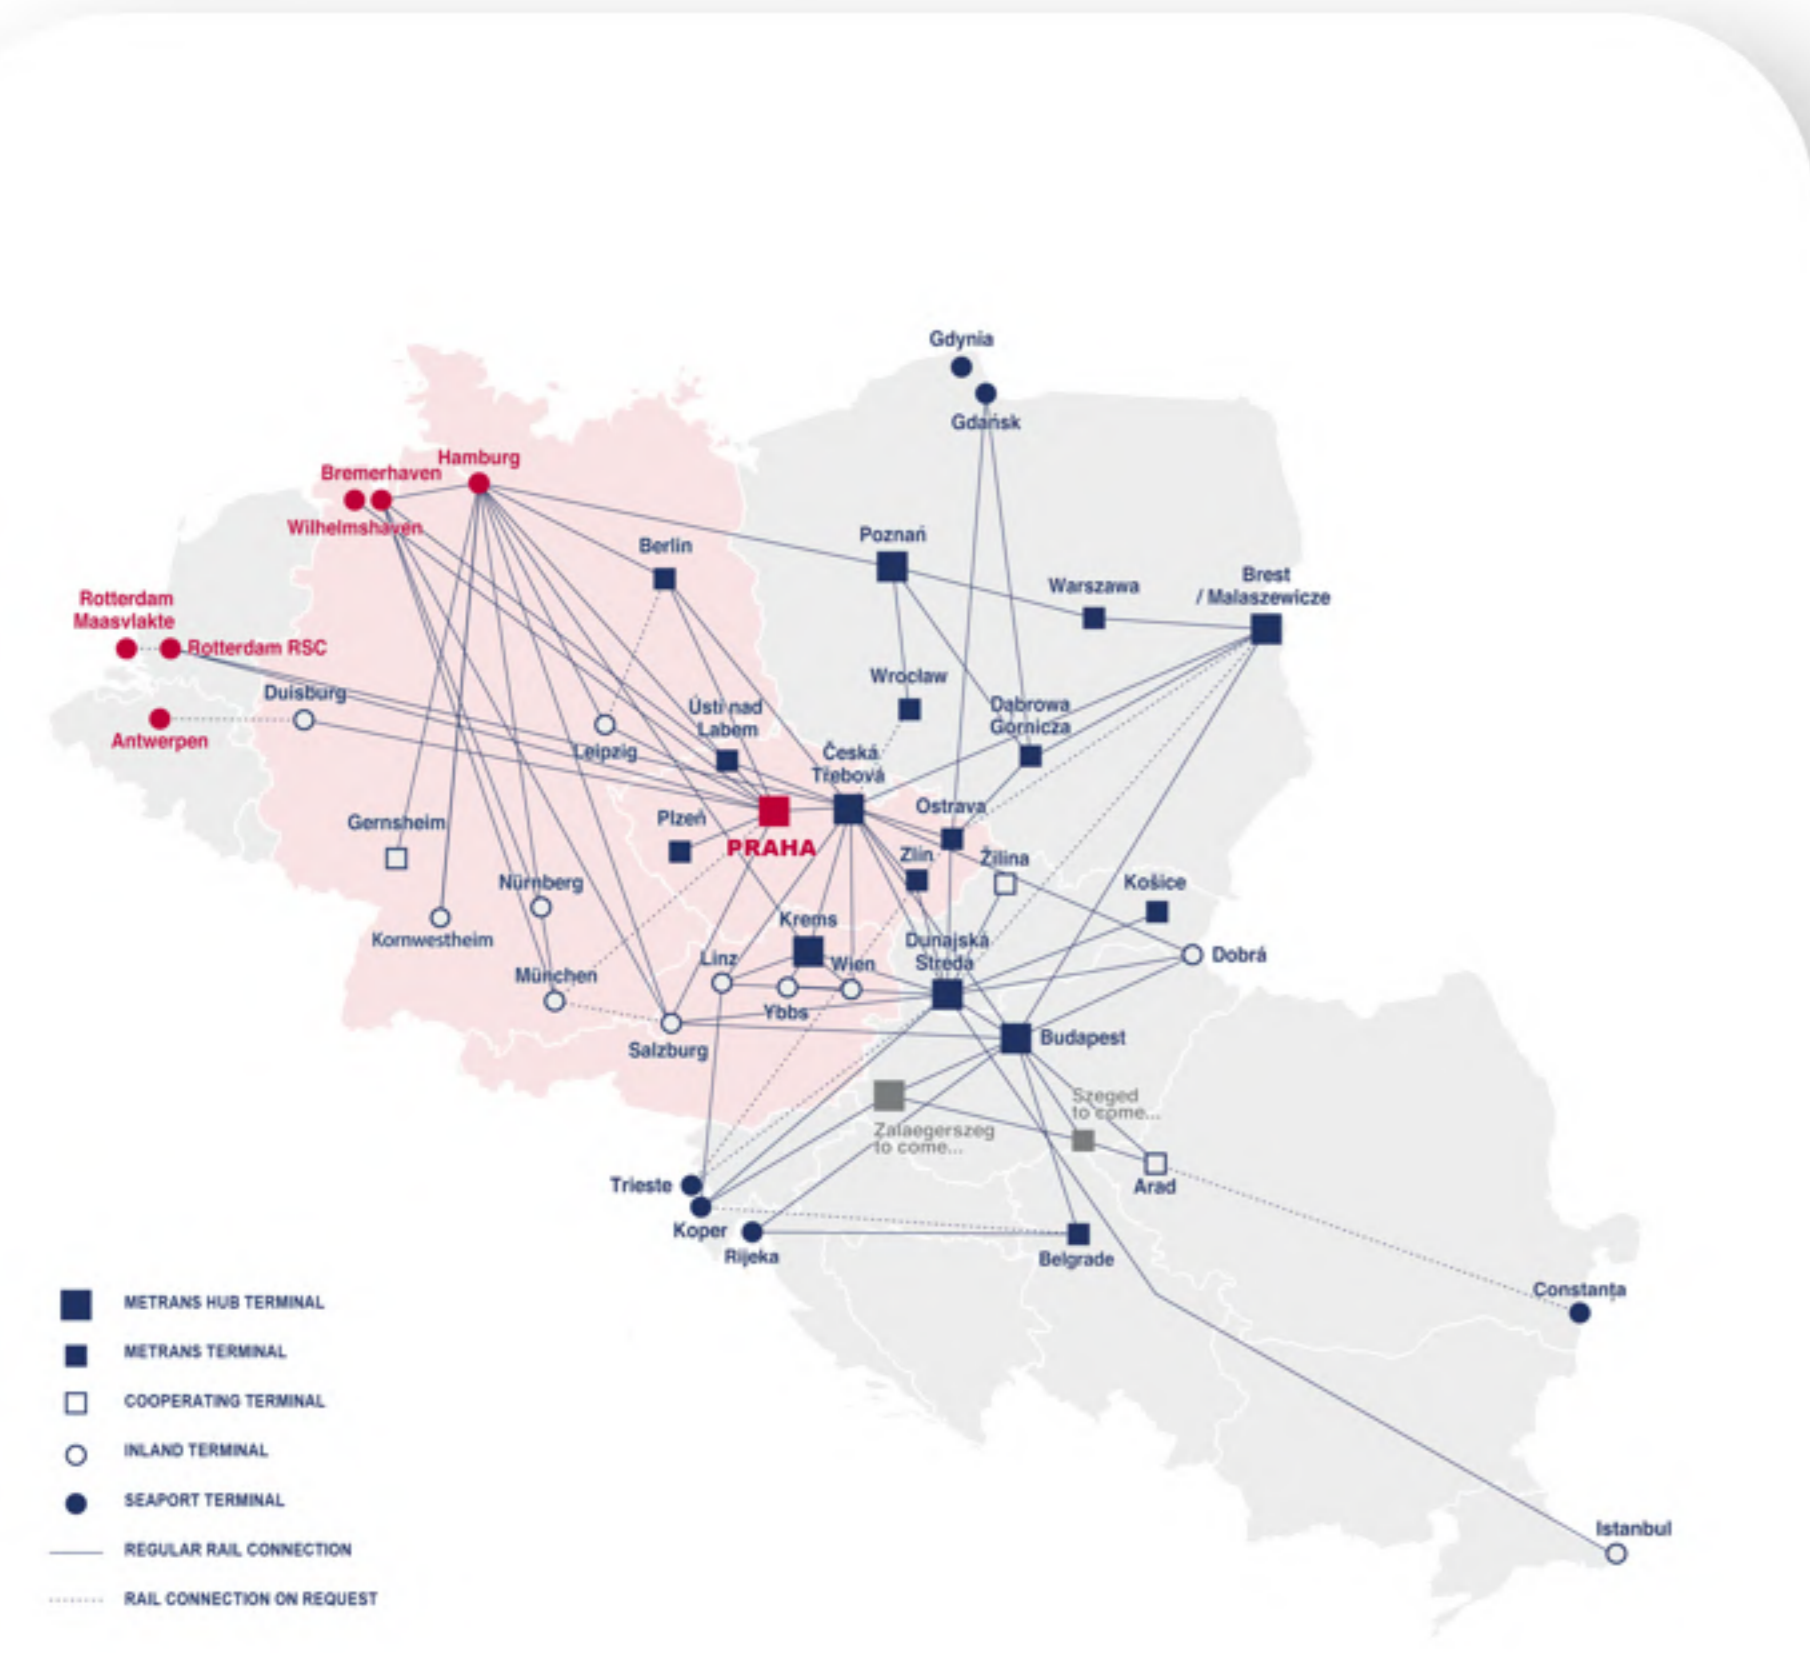 Gdynia
Gdańsk
Hamburg
Bremerhaven
Wilhelmshaven
Berlin
Poznań
Warszawa
Brest
/ Malaszewicze
Rotterdam
Maasvlakte
Rotterdam RSC
Duisburg
Antwerpen
Leipzig
Ústí nad
Labem
Wrocław
Dąbrowa
Gornicza
Česká
Třebová
Ostrava
Plzeň
PRAHA
Gernsheim
Zlín
Žilina
Košice
Nürnberg
Kornwestheim
Krems
Dunajská
Streda
Dobrá
München
Linz
Wien
Ybbs
Salzburg
Budapest
Szeged
to come...
Zalaegerszeg
to come...
Trieste
Koper
Rijeka
Arad
Belgrade
Constanța
Istanbul
METRANS HUB TERMINAL
METRANS TERMINAL
COOPERATING TERMINAL
INLAND TERMINAL
SEAPORT TERMINAL
REGULAR RAIL CONNECTION
RAIL CONNECTION ON REQUEST